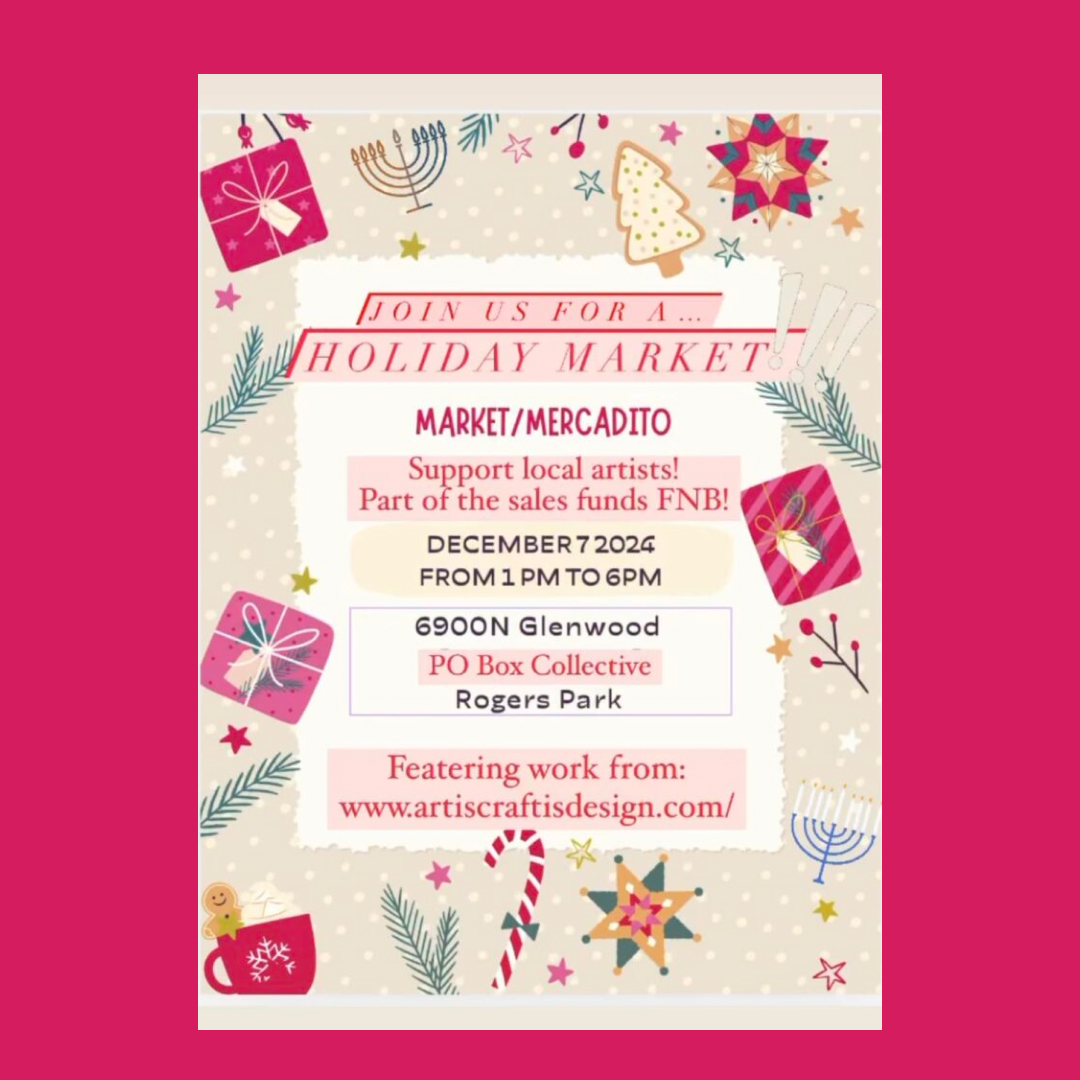 JOIN US FOR A...
HOLIDAY MARKET!!!
MARKET/MERCADITO
Support local artists!
Part of the sales funds FNB!
DECEMBER 7 2024
FROM 1 PM TO 6PM
6900N Glenwood
PO Box Collective
Rogers Park
Featering work from:
www.artiscraftisdesign.com/